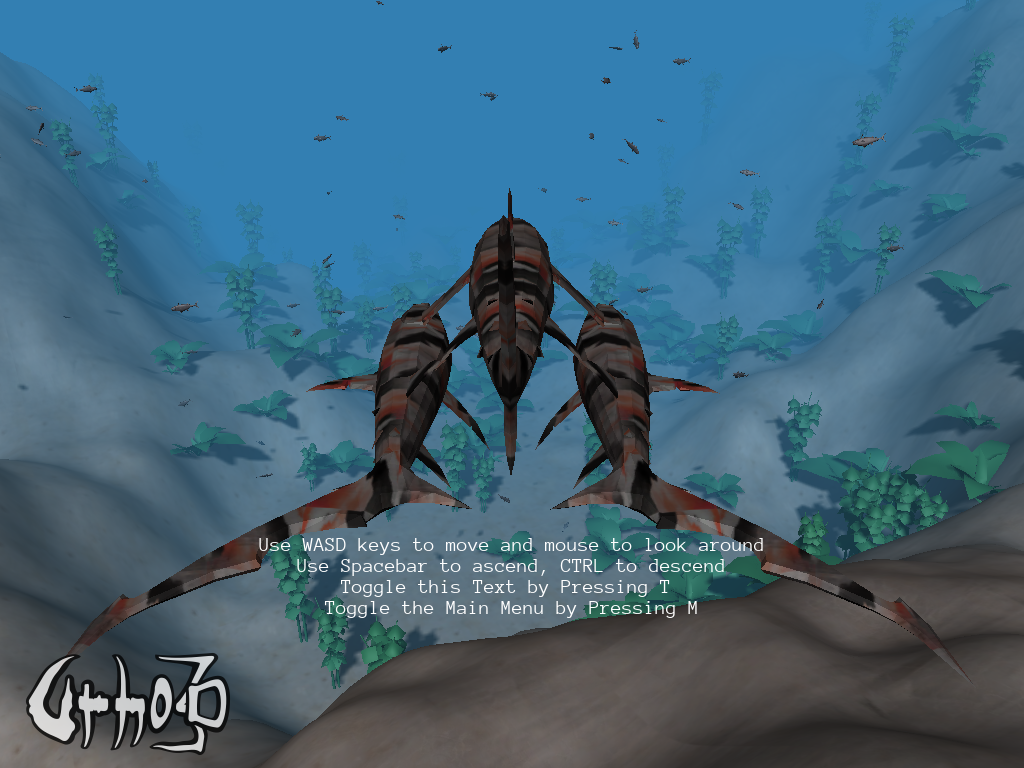 Use WASD keys to move and mouse to look around
Use Spacebar to ascend, CTRL to descend
Toggle this Text by Pressing T
Toggle the Main Menu by Pressing M